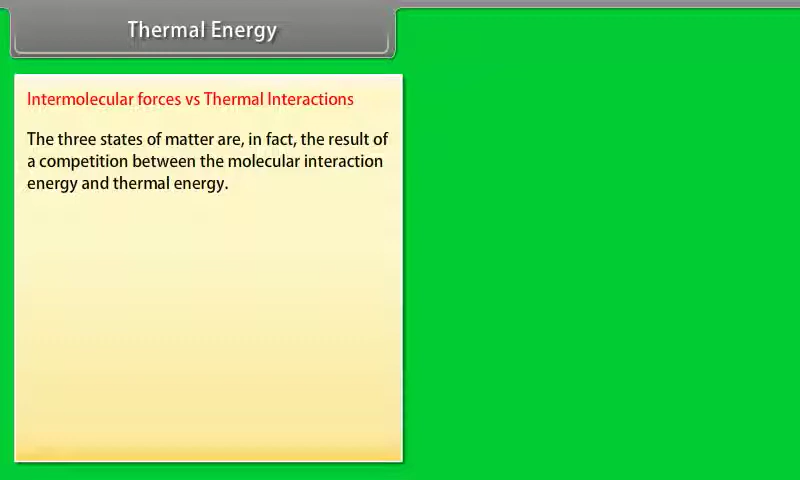 Thermal Energy
Intermolecular forces vs Thermal Interactions
The three states of matter are, in fact, the result of
a competition between the molecular interaction
energy and thermal energy.